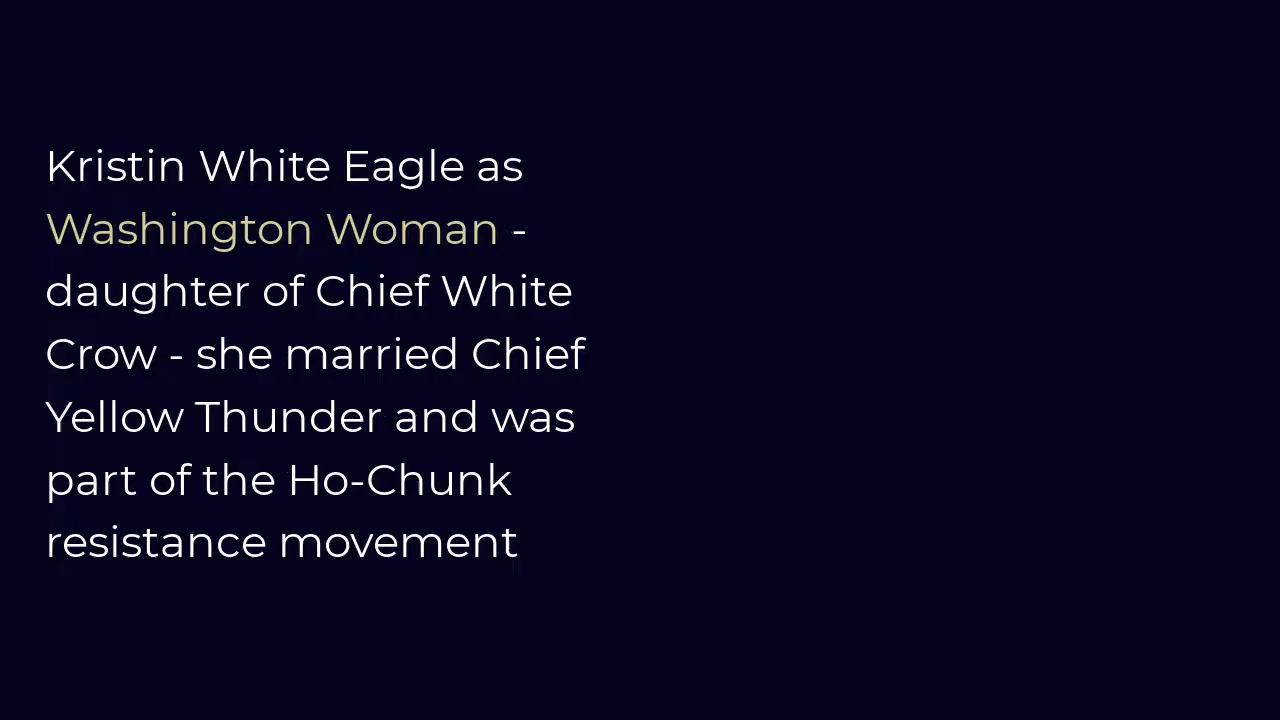 Kristin White Eagle as
Washington Woman -
daughter of Chief White
Crow - she married Chief
Yellow Thunder and was
part of the Ho-Chunk
resistance movement